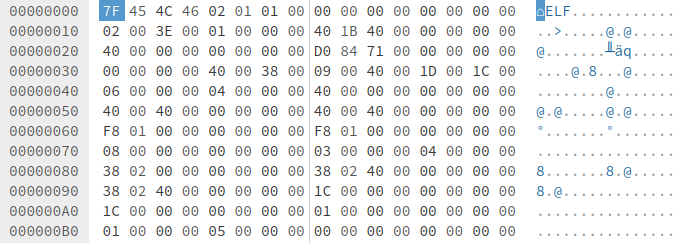 00000000 7F 45 4C 46 02 01 01 00 00 00 00 00 00 00 00 00 ⌂ELF............
00000010 02 00 3E 00 01 00 00 00 40 1B 40 00 00 00 00 00 ..>.....@.@.....
00000020 40 00 00 00 00 00 00 00 D0 84 71 00 00 00 00 00 @.......╨äq.....
00000030 00 00 00 00 40 00 38 00 09 00 40 00 1D 00 1C 00 ....@.8...@.....
00000040 06 00 00 00 04 00 00 00 40 00 00 00 00 00 00 00 ........@.......
00000050 40 00 40 00 00 00 00 00 40 00 40 00 00 00 00 00 @.@.....@.@.....
00000060 F8 01 00 00 00 00 00 00 F8 01 00 00 00 00 00 00 °.......°.......
00000070 08 00 00 00 00 00 00 00 03 00 00 00 04 00 00 00 ................
00000080 38 02 00 00 00 00 00 00 38 02 40 00 00 00 00 00 8.......8.@.....
00000090 38 02 40 00 00 00 00 00 1C 00 00 00 00 00 00 00 8.@.............
000000A0 1C 00 00 00 00 00 00 00 01 00 00 00 00 00 00 00 ................
000000B0 01 00 00 00 05 00 00 00 00 00 00 00 00 00 00 00 ................